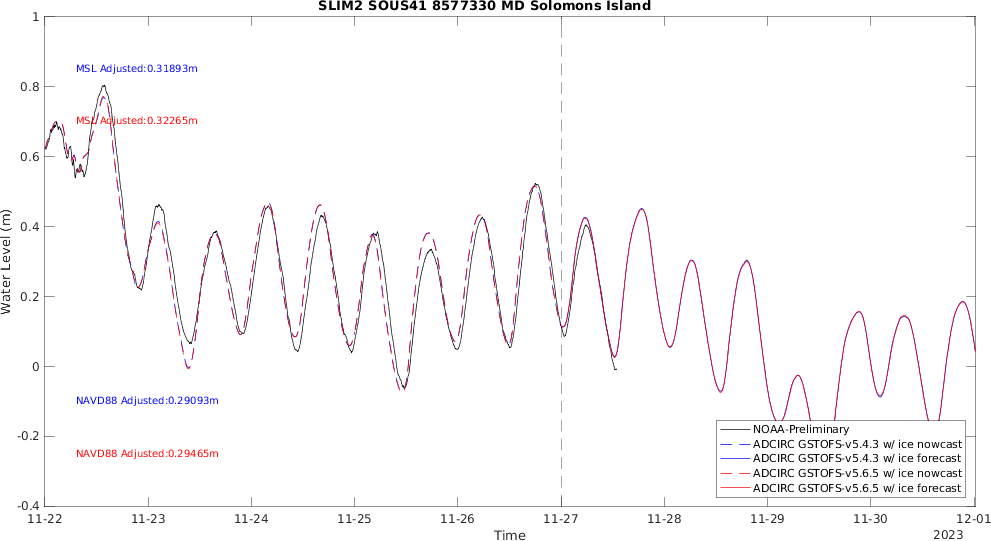 SLIM2 SOUS41 8577330 MD Solomons Island
1
0.8
0.6
0.4
0.2
0
-0.2
-0.4
Water Level (m)
MSL Adjusted:0.31893m
MSL Adjusted:0.32265m
NAVD88 Adjusted:0.29093m
NAVD88 Adjusted:0.29465m
NOAA-Preliminary
ADCIRC GSTOFS-v5.4.3 w/ ice nowcast
ADCIRC GSTOFS-v5.4.3 w/ ice forecast
ADCIRC GSTOFS-v5.6.5 w/ ice nowcast
ADCIRC GSTOFS-v5.6.5 w/ ice forecast
11-22 11-23 11-24 11-25 11-26 11-27 11-28 11-29 11-30 12-01
Time
2023